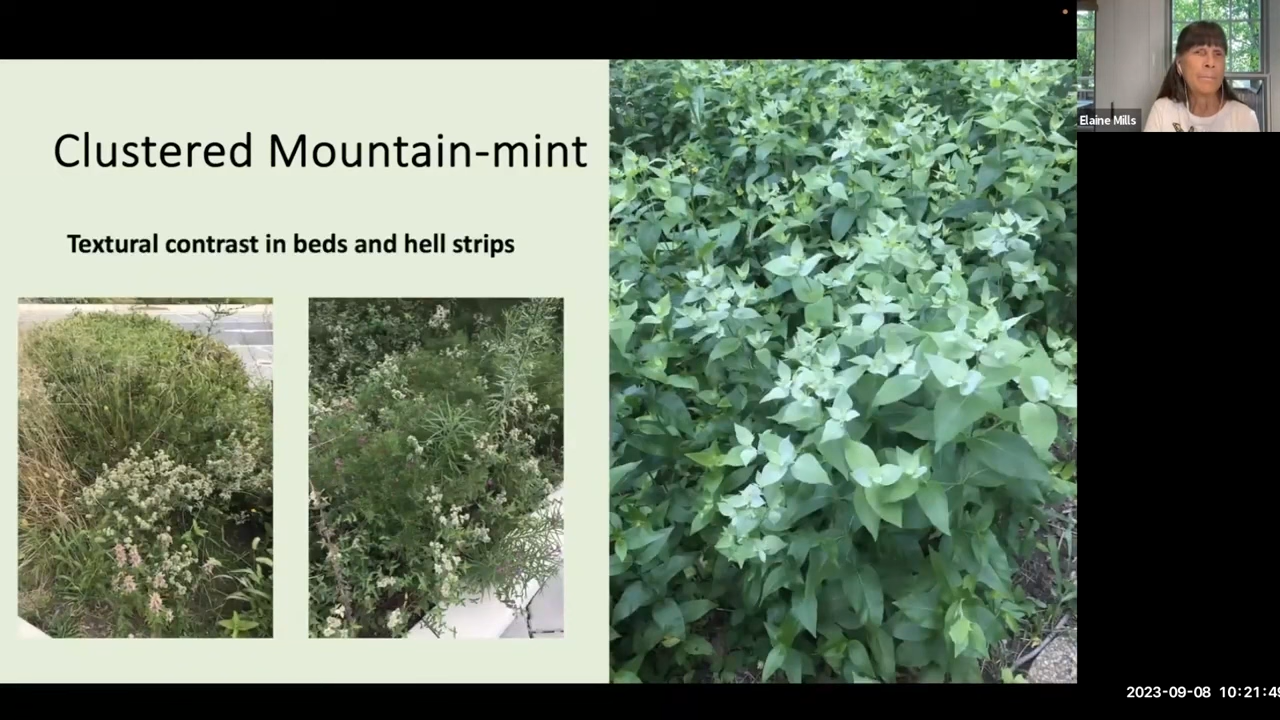 Clustered Mountain-mint
Textural contrast in beds and hell strips
Elaine Mills
2023-09-08 10:21:49